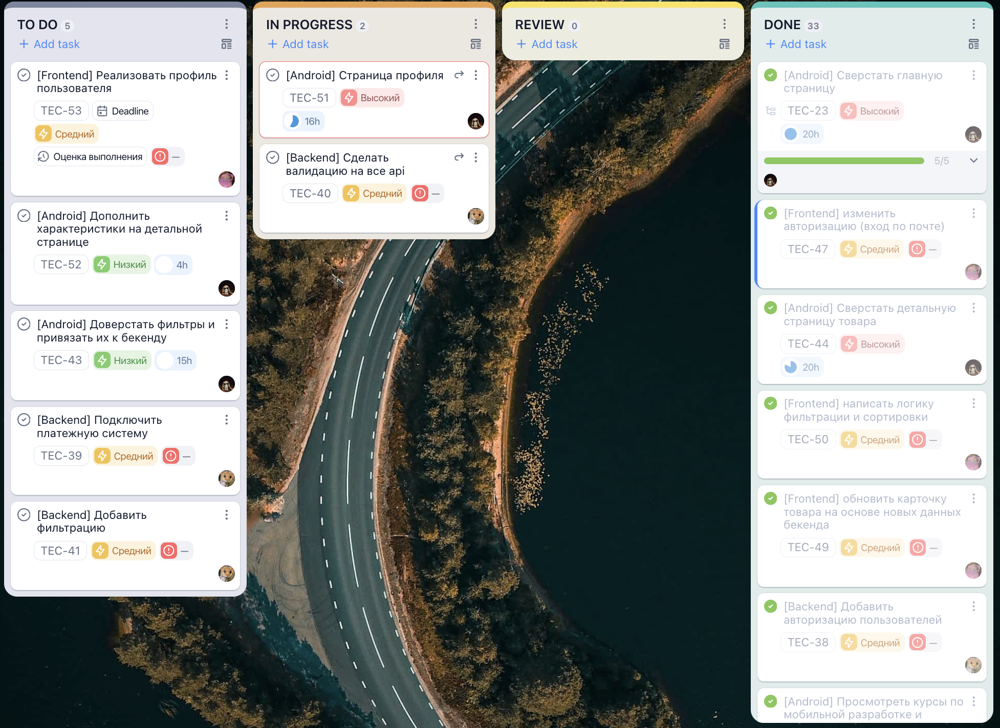 TO DO 5
+ Add task
[Frontend] Реализовать профиль
пользователя
TEC-53 Deadline
Средний
Оценка выполнения —
[Android] Дополнить
характеристики на детальной
странице
TEC-52 Низкий 4h
[Android] Доверстать фильтры и
привязать их к бекенду
TEC-43 Низкий 15h
[Backend] Подключить
платежную систему
TEC-39 Средний —
[Backend] Добавить
фильтрацию
TEC-41 Средний —
IN PROGRESS 2
+ Add task
[Android] Страница профиля
TEC-51 Высокий
16h
[Backend] Сделать
валидацию на все api
TEC-40 Средний —
REVIEW 0
+ Add task
DONE 33
+ Add task
[Android] Сверстать главную
страницу
TEC-23 Высокий
20h
5/5
[Frontend] изменить
авторизацию (вход по почте)
TEC-47 Средний —
[Android] Сверстать детальную
страницу товара
TEC-44 Высокий
20h
[Frontend] написать логику
фильтрации и сортировки
TEC-50 Средний —
[Frontend] обновить карточку
товара на основе новых данных
бекенда
TEC-49 Средний —
[Backend] Добавить
авторизацию пользователей
TEC-38 Средний —
[Android] Просмотреть курсы по
мобильной разработке и